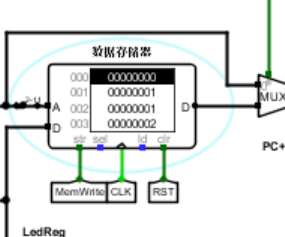 数据存储器
000 00000000
001 00000001
002 00000001
003 00000002
A
D
D
str sel ld clr
MemWrite CLK RST
MUX
PC+
LedReg